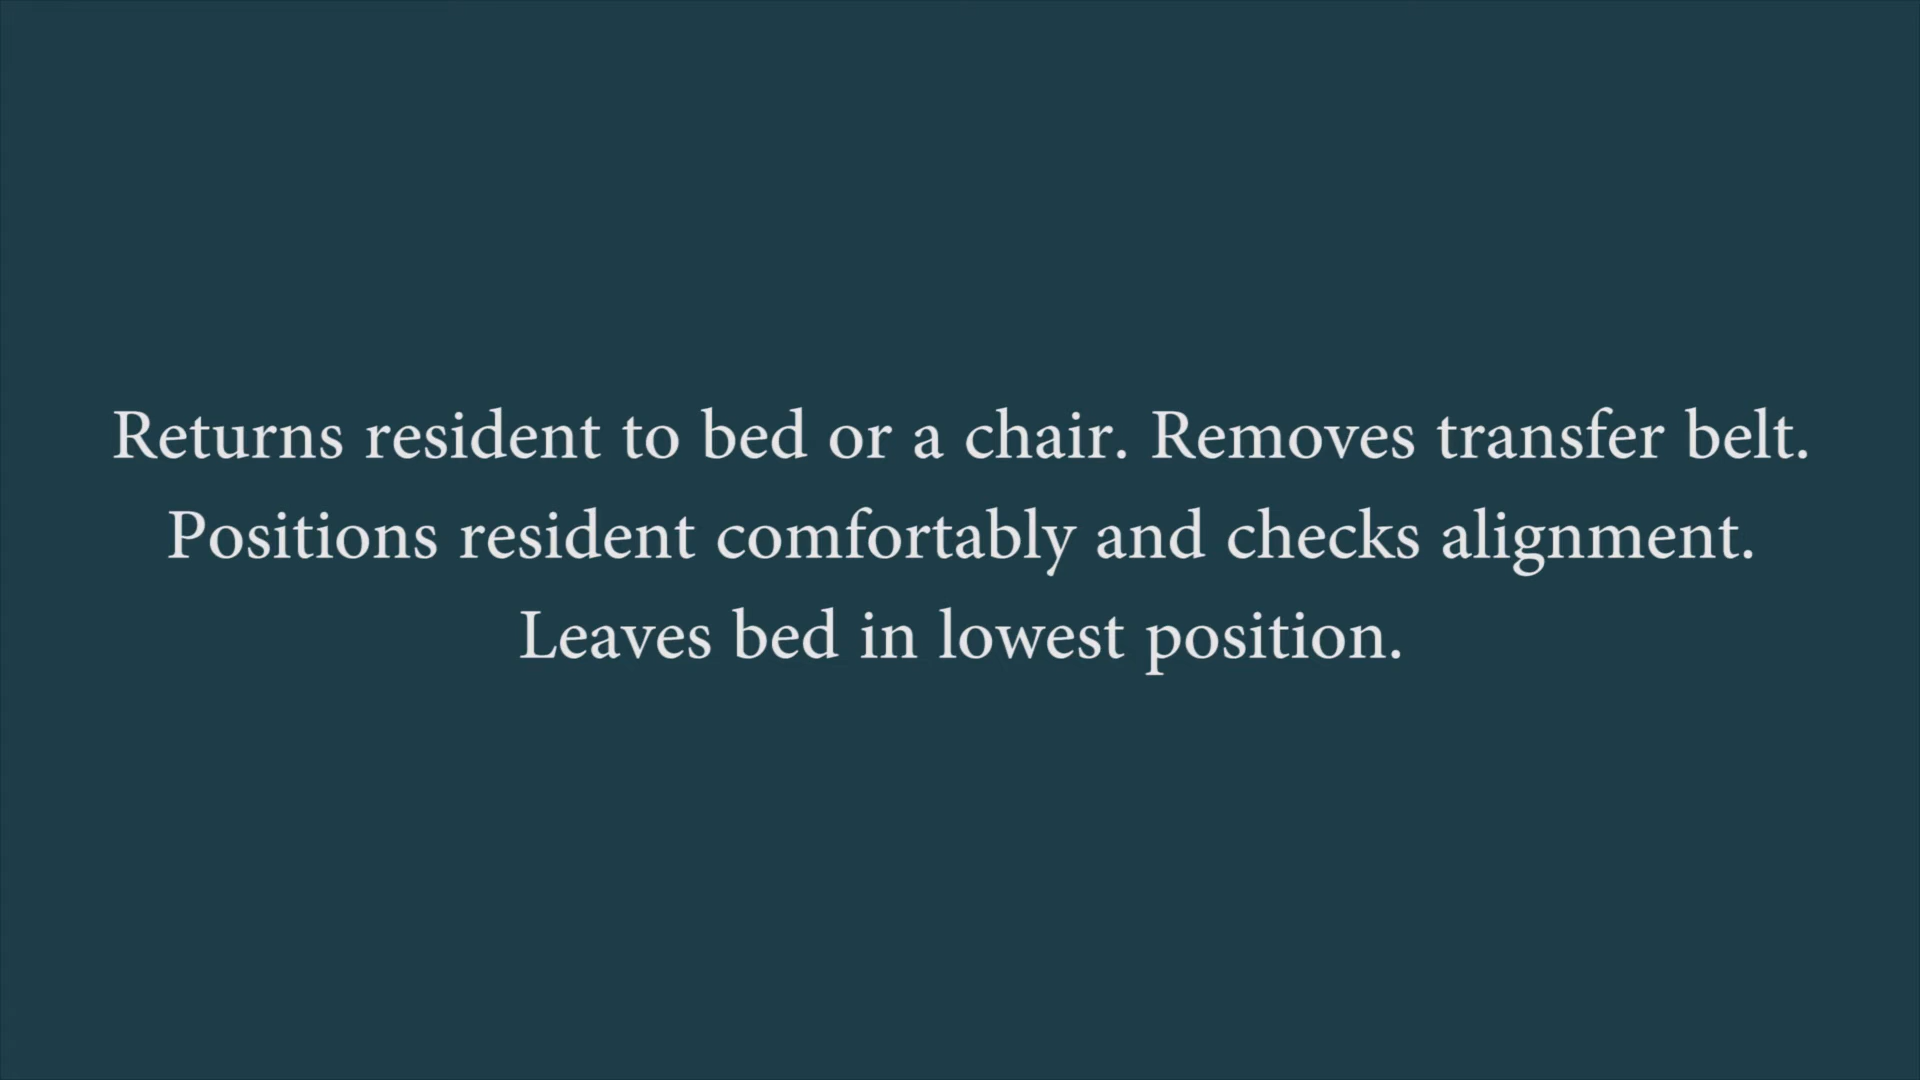 Returns resident to bed or a chair. Removes transfer belt.
Positions resident comfortably and checks alignment.
Leaves bed in lowest position.